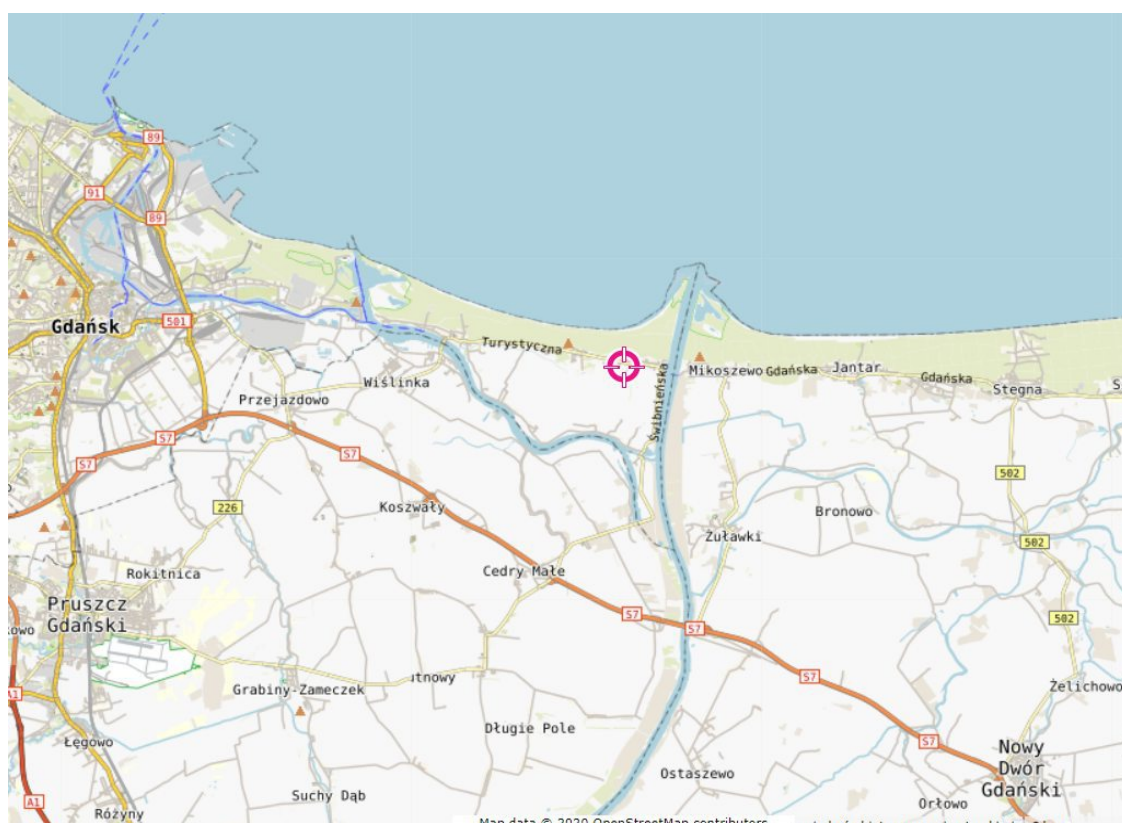 89
91
89
Gdańsk
501
Turystyczna
Wiślinka
Przejazdowo
Świbnieńska
Mikoszewo
Gdańska
Jantar
Gdańska
Stegna
S7
S7
S7
226
Koszwały
502
Bronowo
502
Żuławki
Rokitnica
Cedry Małe
Pruszcz
Gdański
S7
S7
502
kowo
S7
A1
utnowy
Grabiny-Zameczek
Żelichowo
Długie Pole
Łęgowo
S7
Nowy
Dwór
Gdański
Ostaszewo
Suchy Dąb
Orłowo
A1
Różyny
Map data © 2020 OpenStreetMap contributors